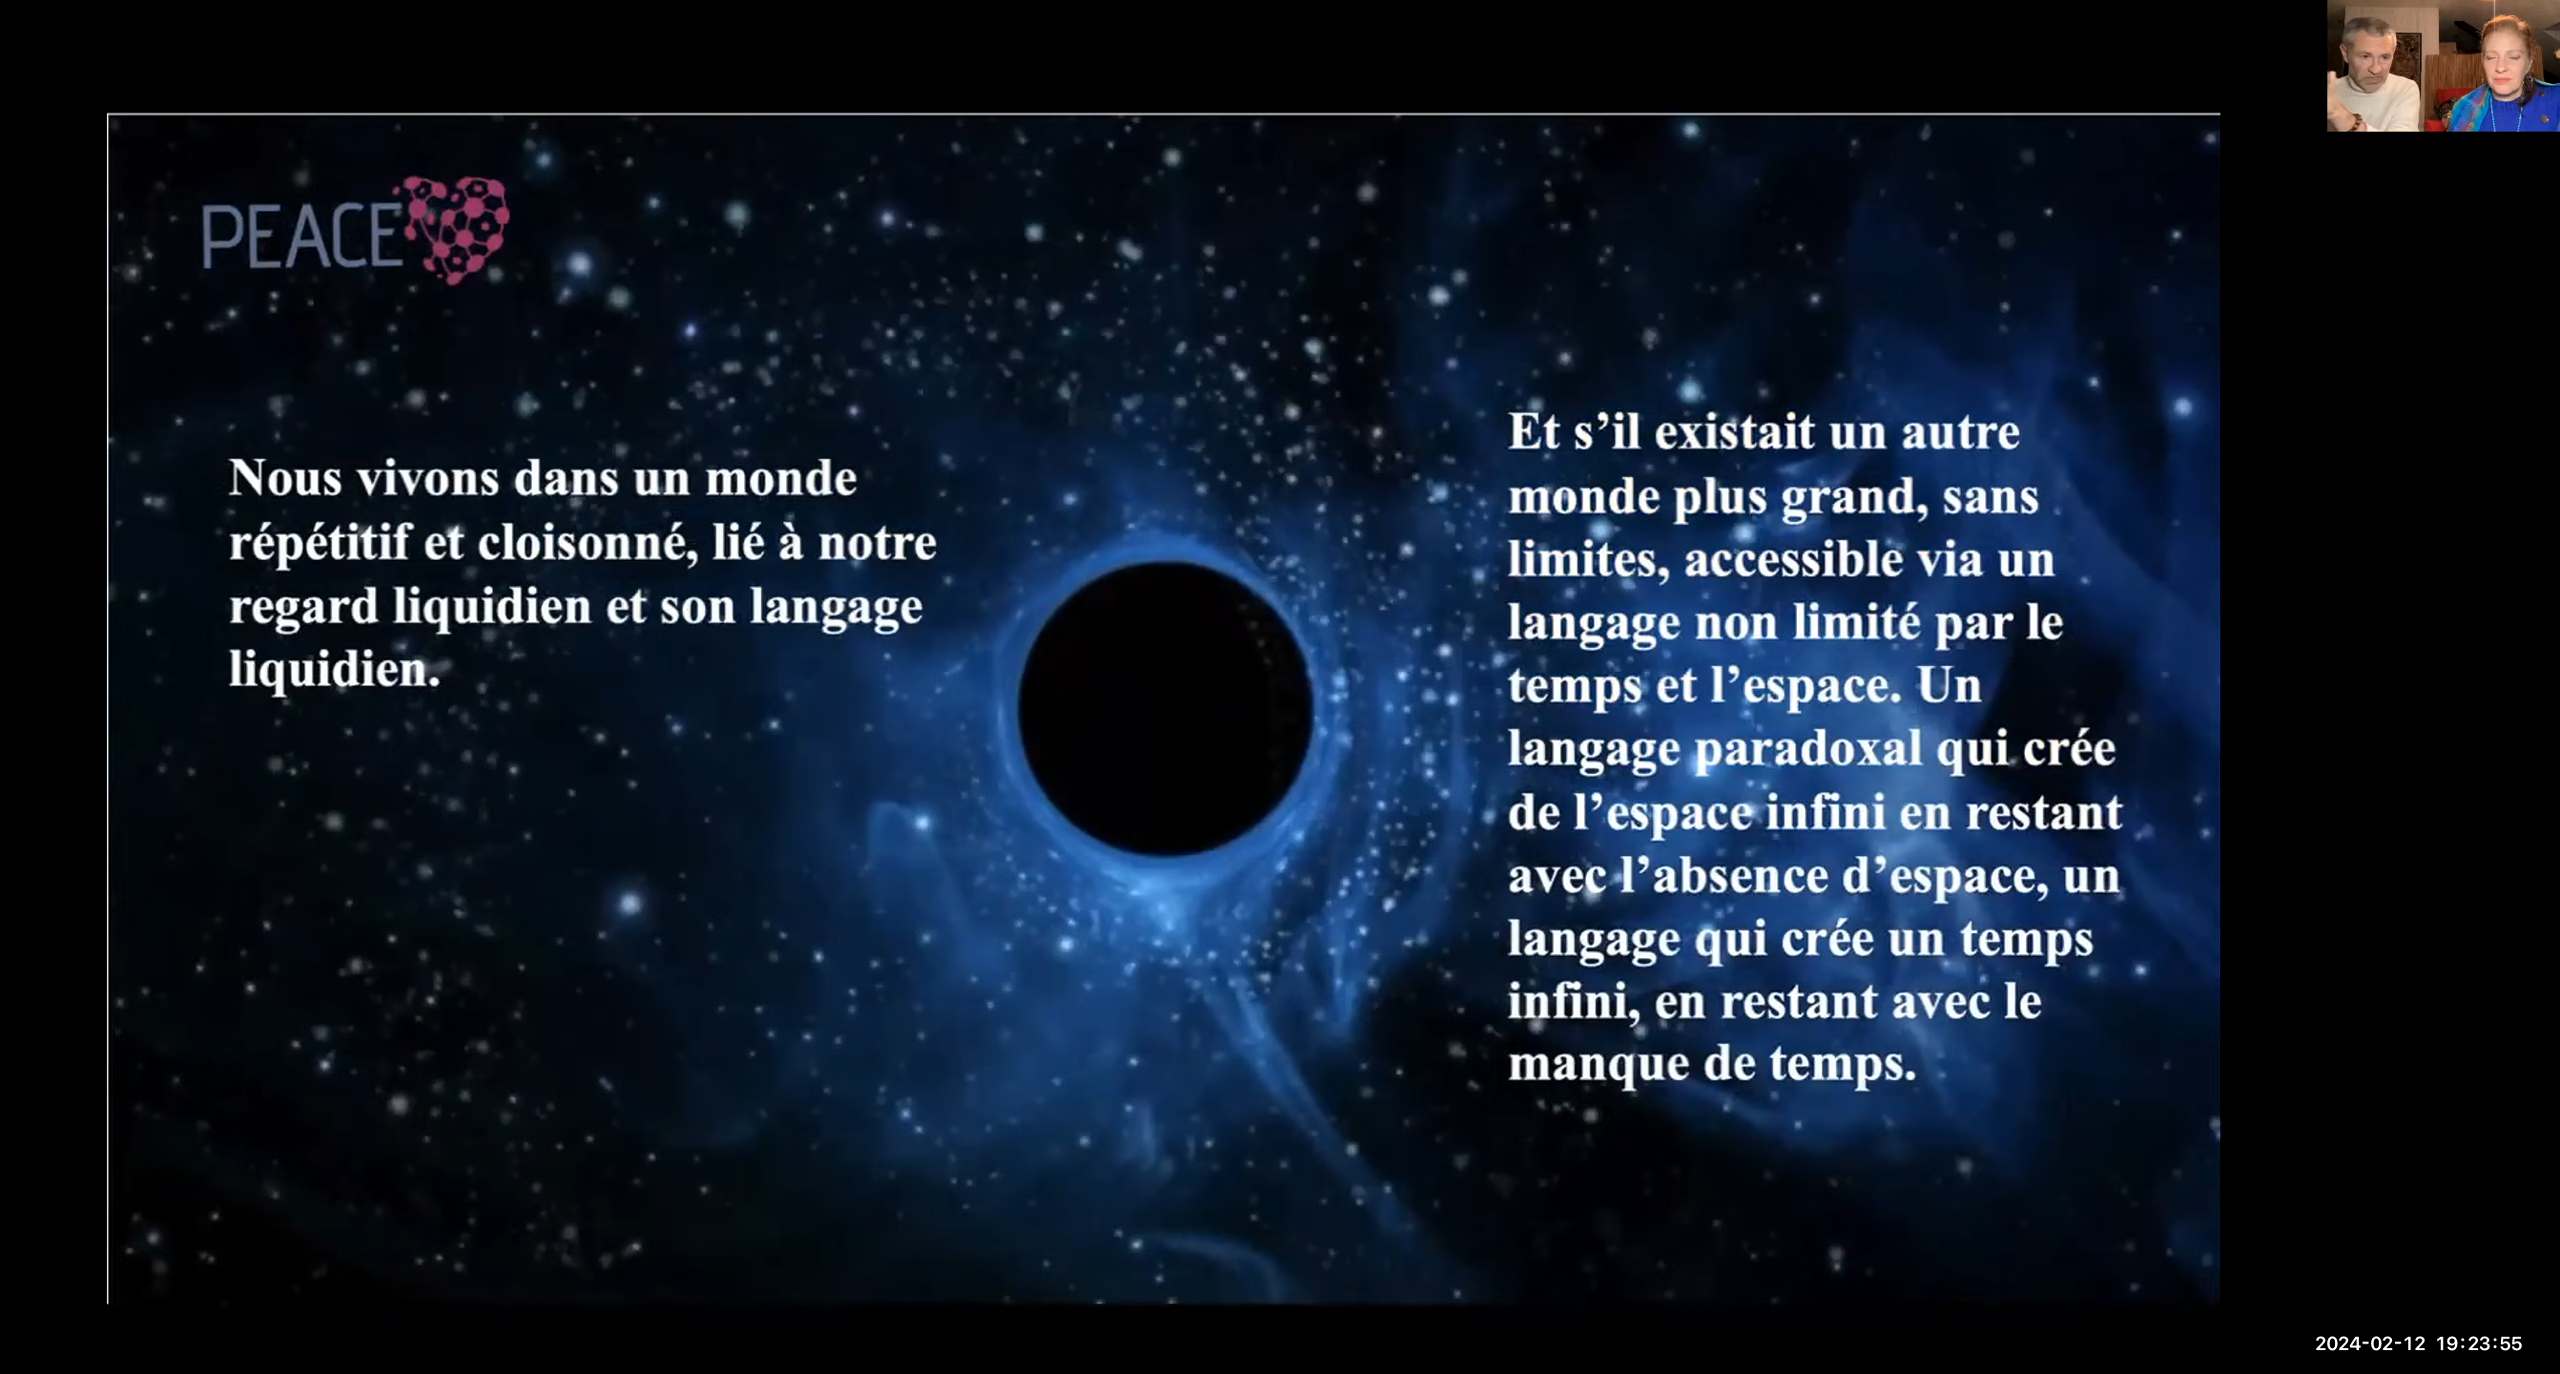 PEACE
Nous vivons dans un monde
répétitif et cloisonné, lié à notre
regard liquidien et son langage
liquidien.
Et s’il existait un autre
monde plus grand, sans
limites, accessible via un
langage non limité par le
temps et l’espace. Un
langage paradoxal qui crée
de l’espace infini en restant
avec l’absence d’espace, un
langage qui crée un temps
infini, en restant avec le
manque de temps.
2024-02-12 19:23:55